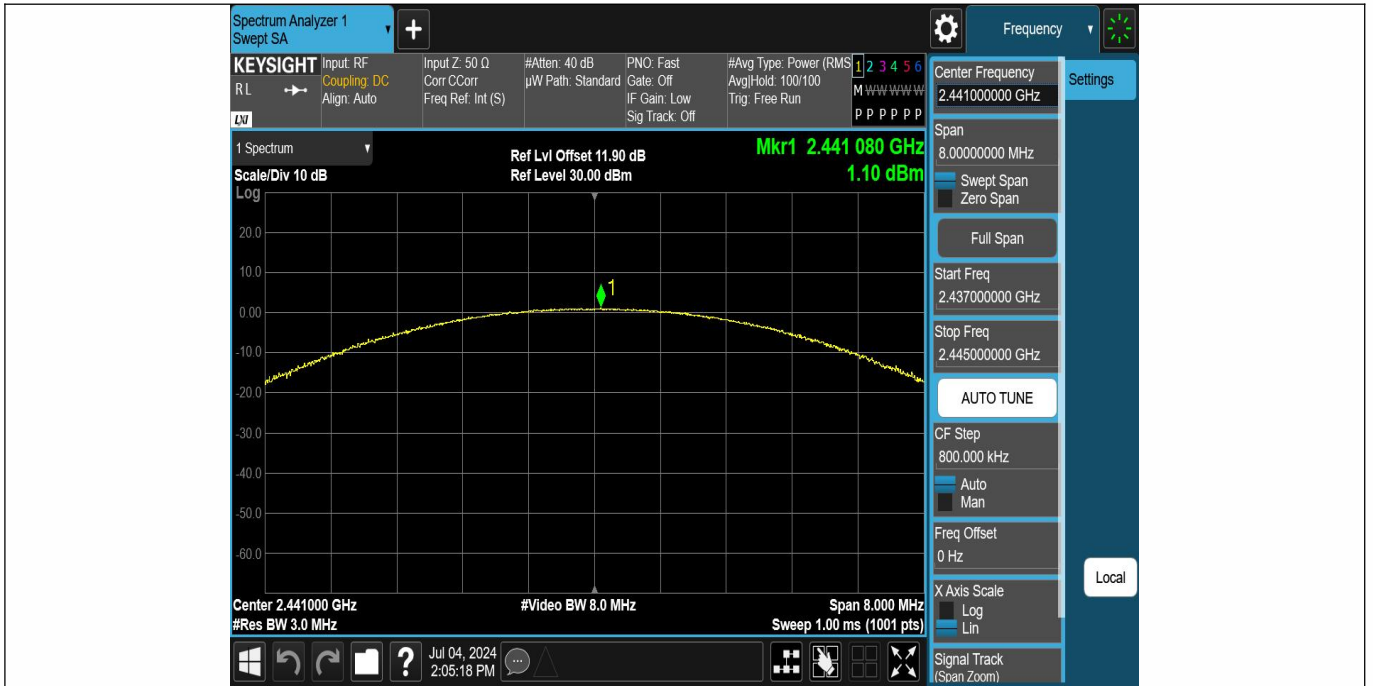 Spectrum Analyzer 1
Swept SA
+
Frequency
KEYSIGHT
R L
LXI
Input: RF
Coupling: DC
Align: Auto
Input Z: 50 Ω
Corr CCorr
Freq Ref: Int (S)
#Atten: 40 dB
µW Path: Standard
PNO: Fast
Gate: Off
IF Gain: Low
Sig Track: Off
#Avg Type: Power (RMS
Avg|Hold: 100/100
Trig: Free Run
1 2 3 4 5 6
M W W W W W
P P P P P P
1 Spectrum
Scale/Div 10 dB
Log
Ref Lvl Offset 11.90 dB
Ref Level 30.00 dBm
Mkr1 2.441 080 GHz
1.10 dBm
20.0
10.0
0.00
-10.0
-20.0
-30.0
-40.0
-50.0
-60.0
1
Center 2.441000 GHz
#Res BW 3.0 MHz
#Video BW 8.0 MHz
Span 8.000 MHz
Sweep 1.00 ms (1001 pts)
?
Jul 04, 2024
2:05:18 PM
Center Frequency
2.441000000 GHz
Span
8.00000000 MHz
Swept Span
Zero Span
Full Span
Start Freq
2.437000000 GHz
Stop Freq
2.445000000 GHz
AUTO TUNE
CF Step
800.000 kHz
Auto
Man
Freq Offset
0 Hz
X Axis Scale
Log
Lin
Signal Track
(Span Zoom)
Settings
Local